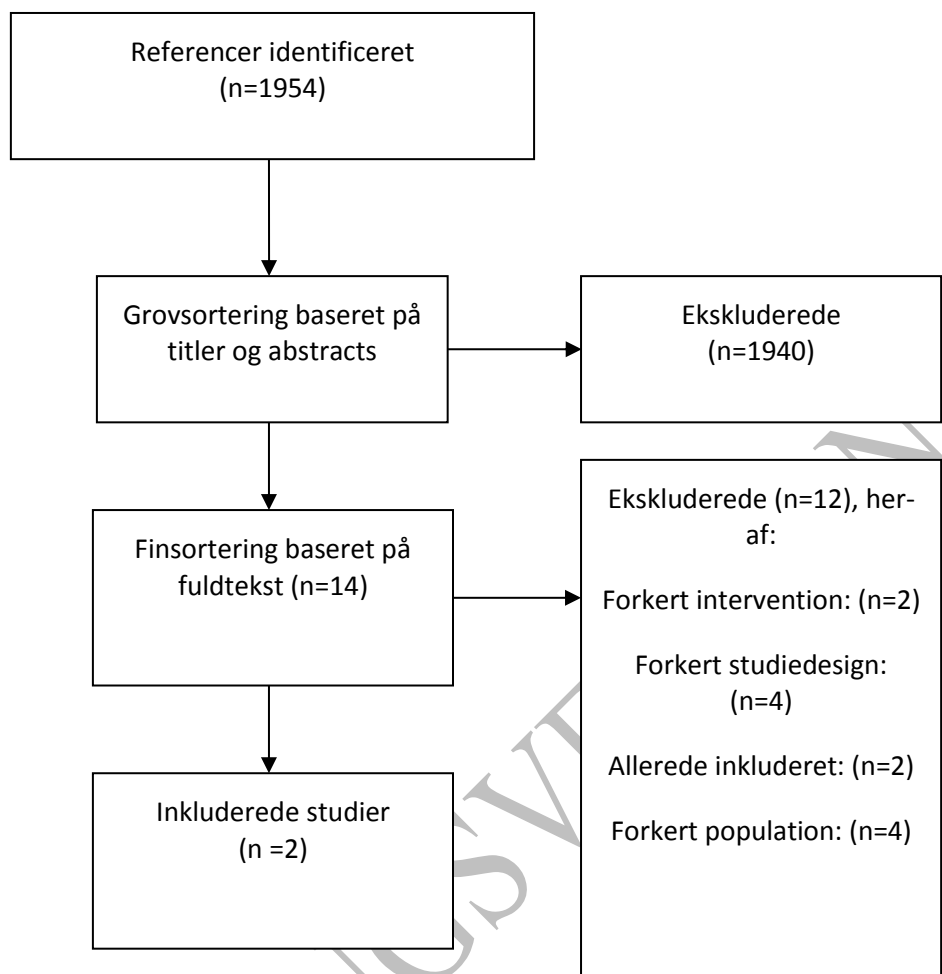 Referencer identificeret
(n=1954)
Grovsortering baseret på
titler og abstracts
Ekskluderede
(n=1940)
Finsortering baseret på
fuldtekst (n=14)
Ekskluderede (n=12), her-
af:
Forkert intervention: (n=2)
Forkert studiedesign:
(n=4)
Allerede inkluderet: (n=2)
Forkert population: (n=4)
Inkluderede studier
(n =2)